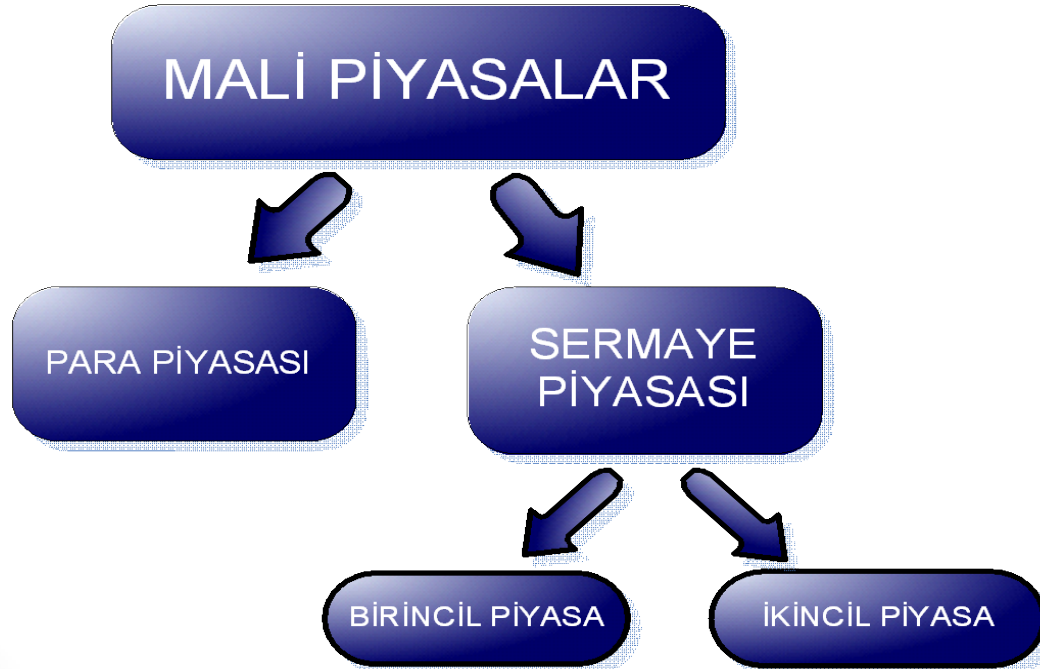 MALİ PİYASALAR
PARA PİYASASI
SERMAYE
PİYASASI
BİRİNCİL PİYASA
İKİNCİL PİYASA